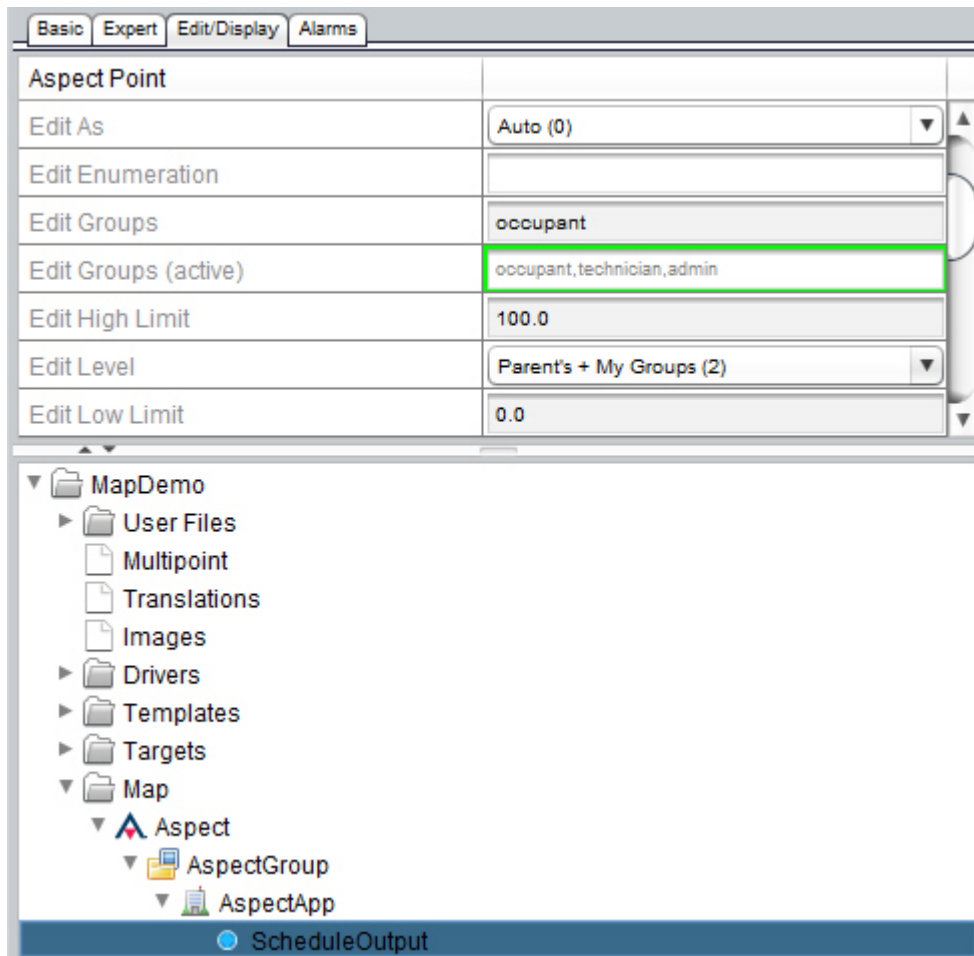 Basic Expert Edit/Display Alarms
Aspect Point
Edit As Auto (0)
Edit Enumeration
Edit Groups occupant
Edit Groups (active) occupant,technician,admin
Edit High Limit 100.0
Edit Level Parent's + My Groups (2)
Edit Low Limit 0.0
MapDemo
User Files
Multipoint
Translations
Images
Drivers
Templates
Targets
Map
Aspect
AspectGroup
AspectApp
ScheduleOutput